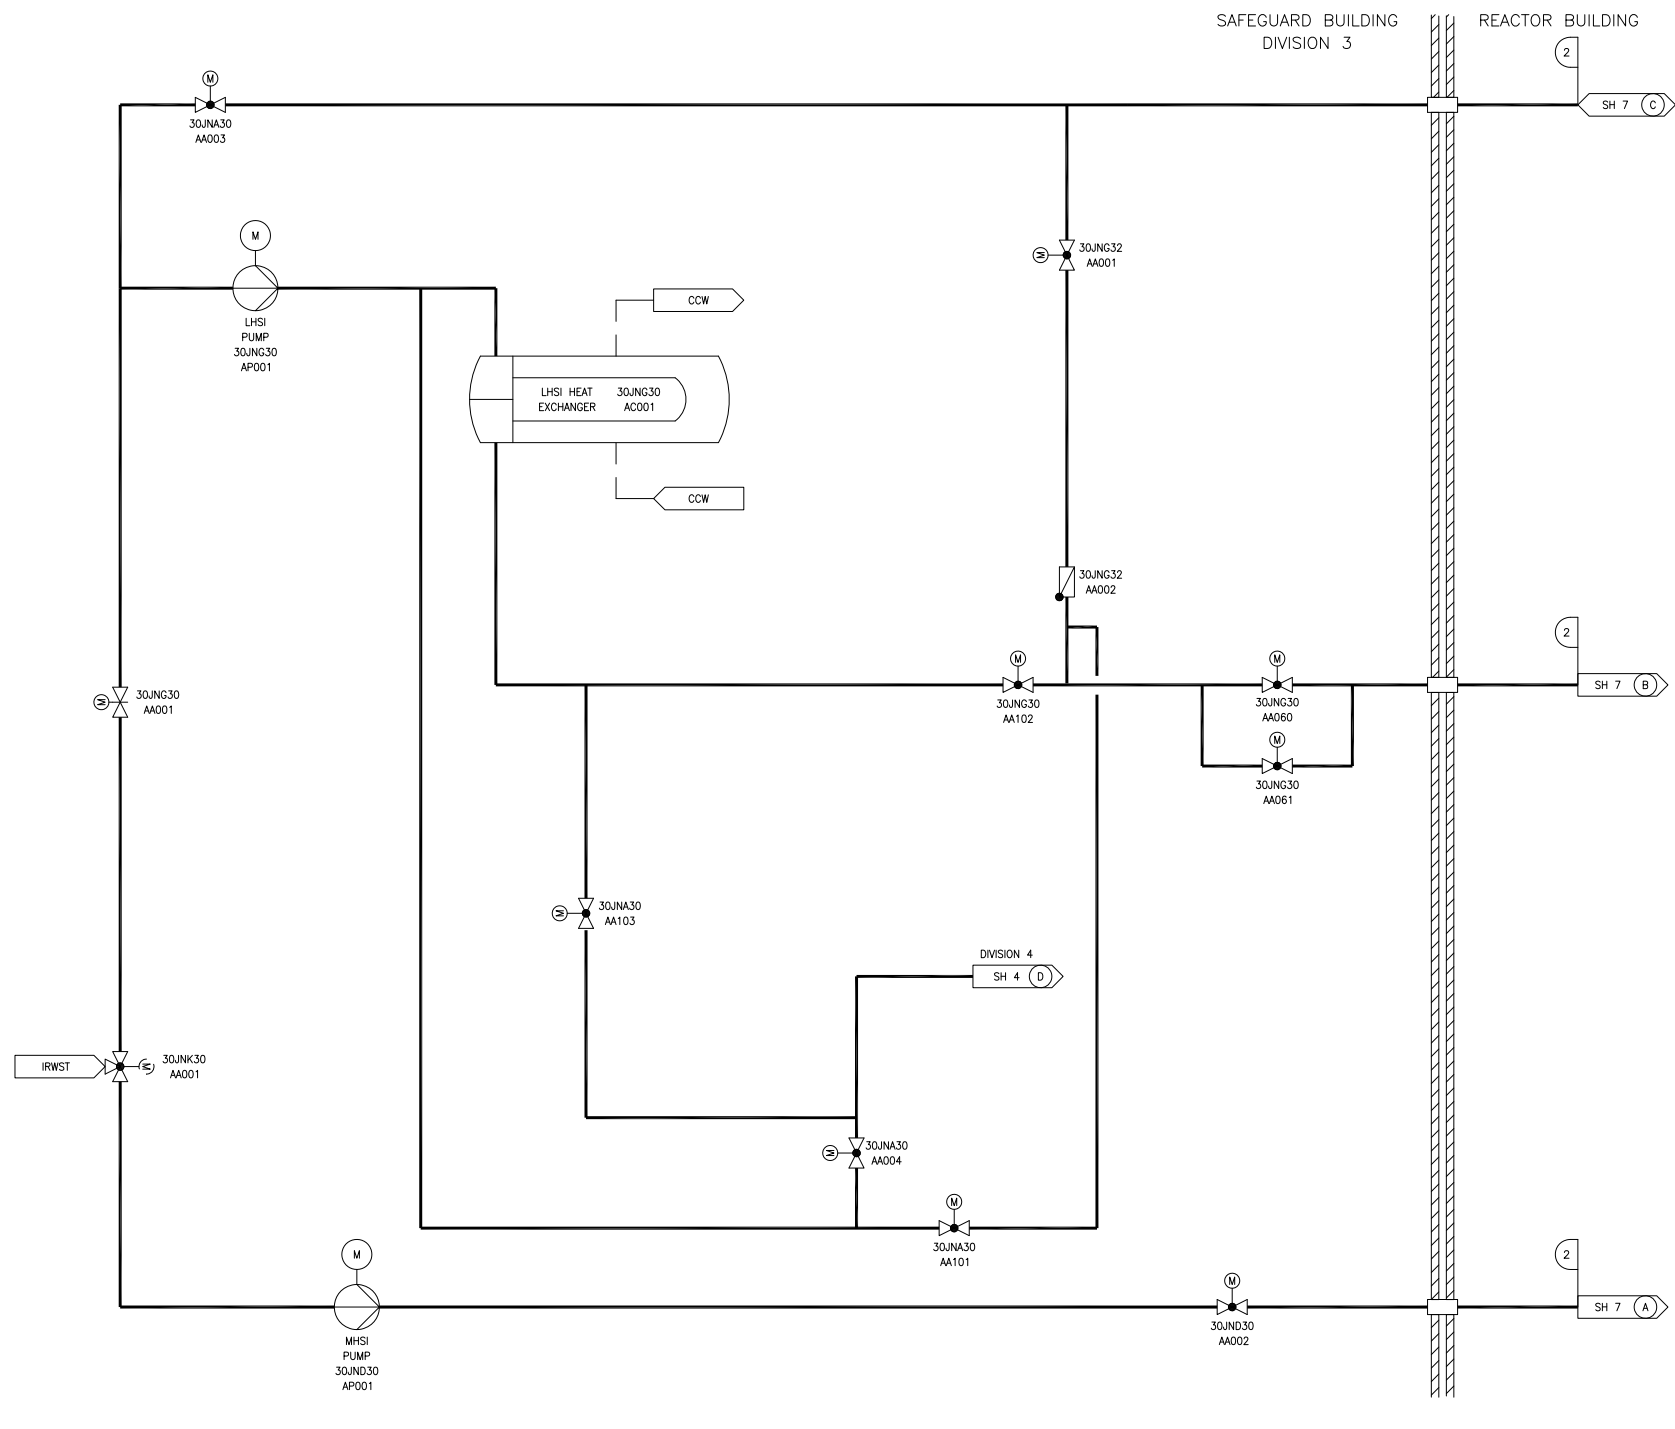 SAFEGUARD BUILDING
DIVISION 3
REACTOR BUILDING
2
M
30JNA30
AA003
SH 7 C
M
LHSI
PUMP
30JNG30
AP001
M
30JNG32
AA001
CCW
LHSI HEAT
EXCHANGER
30JNG30
AC001
CCW
30JNG32
AA002
2
M
30JNG30
AA102
M
30JNG30
AA060
SH 7 B
M
30JNG30
AA001
M
30JNG30
AA061
M
30JNA30
AA103
DIVISION 4
SH 4 D
IRWST
M
30JNK30
AA001
M
30JNA30
AA004
M
30JNA30
AA101
M
MHSI
PUMP
30JND30
AP001
M
30JND30
AA002
2
SH 7 A